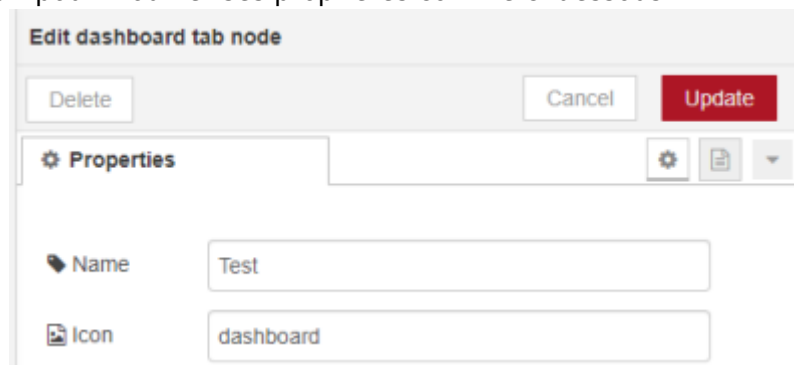 Edit dashboard tab node
Delete Cancel Update
Properties
Name Test
Icon dashboard